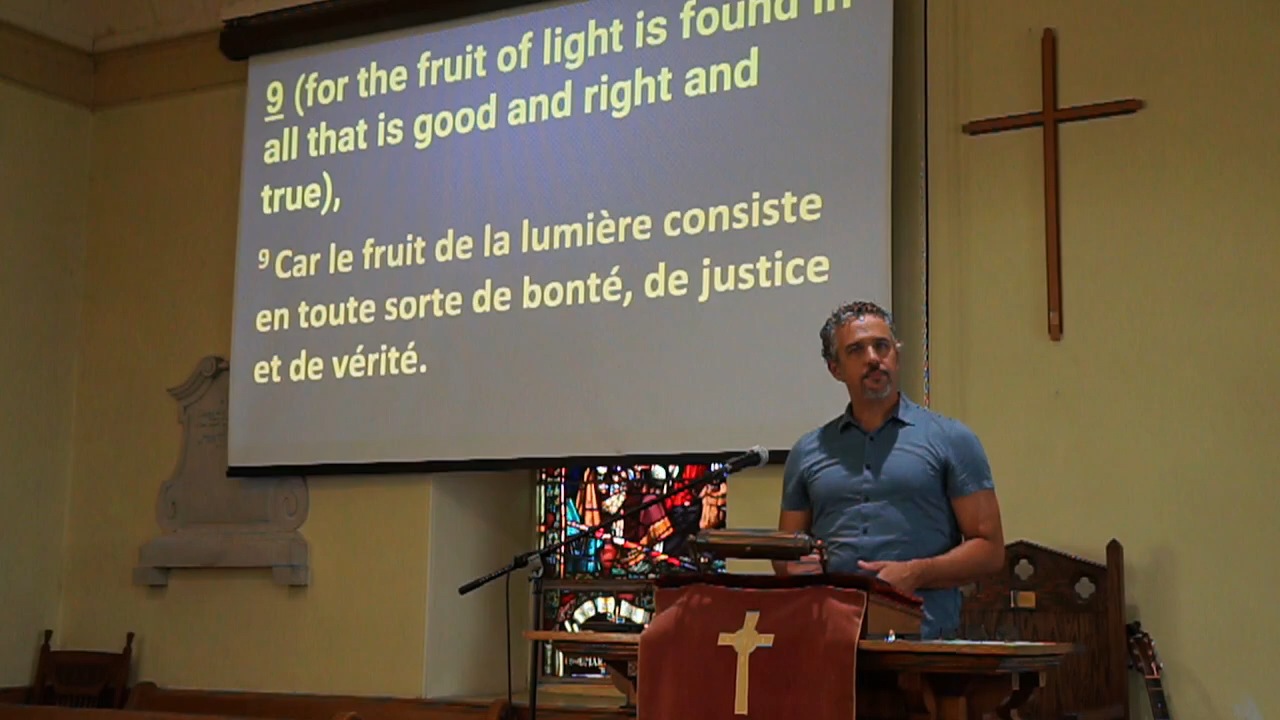 9 (for the fruit of light is found in
all that is good and right and
true),
9 Car le fruit de la lumière consiste
en toute sorte de bonté, de justice
et de vérité.